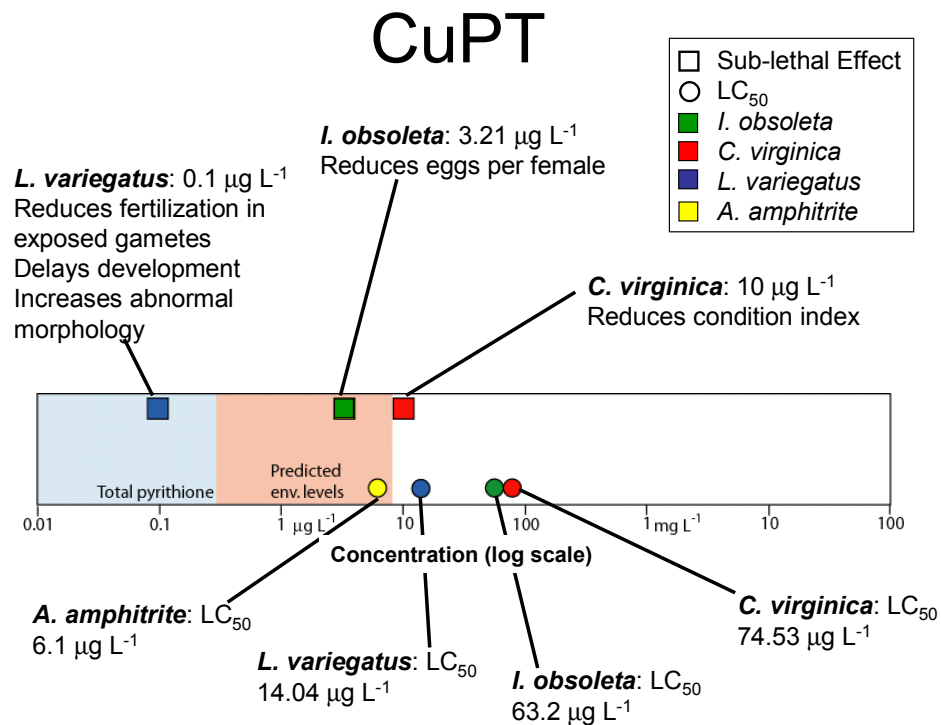 CuPT
Sub-lethal Effect
LC50
I. obsoleta
C. virginica
L. variegatus
A. amphitrite
I. obsoleta: 3.21 μg L-1
Reduces eggs per female
L. variegatus: 0.1 μg L-1
Reduces fertilization in
exposed gametes
Delays development
Increases abnormal
morphology
C. virginica: 10 μg L-1
Reduces condition index
Total pyrithione
Predicted
env. levels
0.01 0.1 1 μg L-1 10 100 1 mg L-1 10 100
Concentration (log scale)
A. amphitrite: LC50
6.1 μg L-1
L. variegatus: LC50
14.04 μg L-1
I. obsoleta: LC50
63.2 μg L-1
C. virginica: LC50
74.53 μg L-1